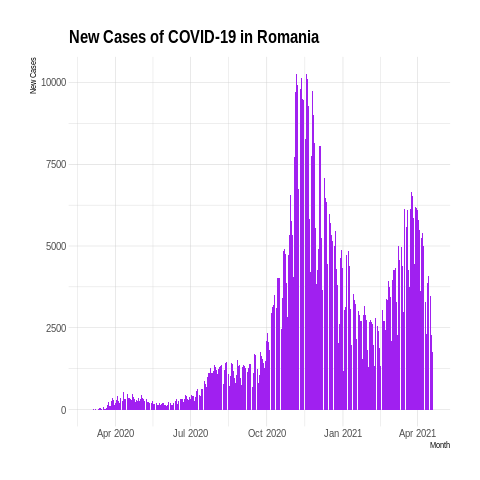 New Cases of COVID-19 in Romania
New Cases
10000
7500
5000
2500
0
Apr 2020 Jul 2020 Oct 2020 Jan 2021 Apr 2021
Month